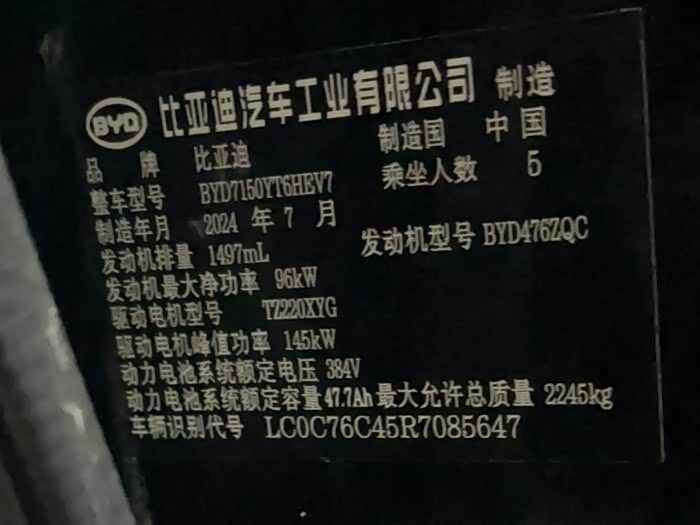 BYD 比亚迪汽车工业有限公司 制造
品牌 比亚迪 制造国 中国
整车型号 BYD7150YT6HEV7 乘坐人数 5
制造年月 2024年7月
发动机排量 1497mL 发动机型号 BYD476ZQC
发动机最大净功率 96kW
驱动电机型号 TZ220XYG
驱动电机峰值功率 145kW
动力电池系统额定电压 384V
动力电池系统额定容量47.7Ah 最大允许总质量 2245kg
车辆识别代号 LC0C76C45R7085647